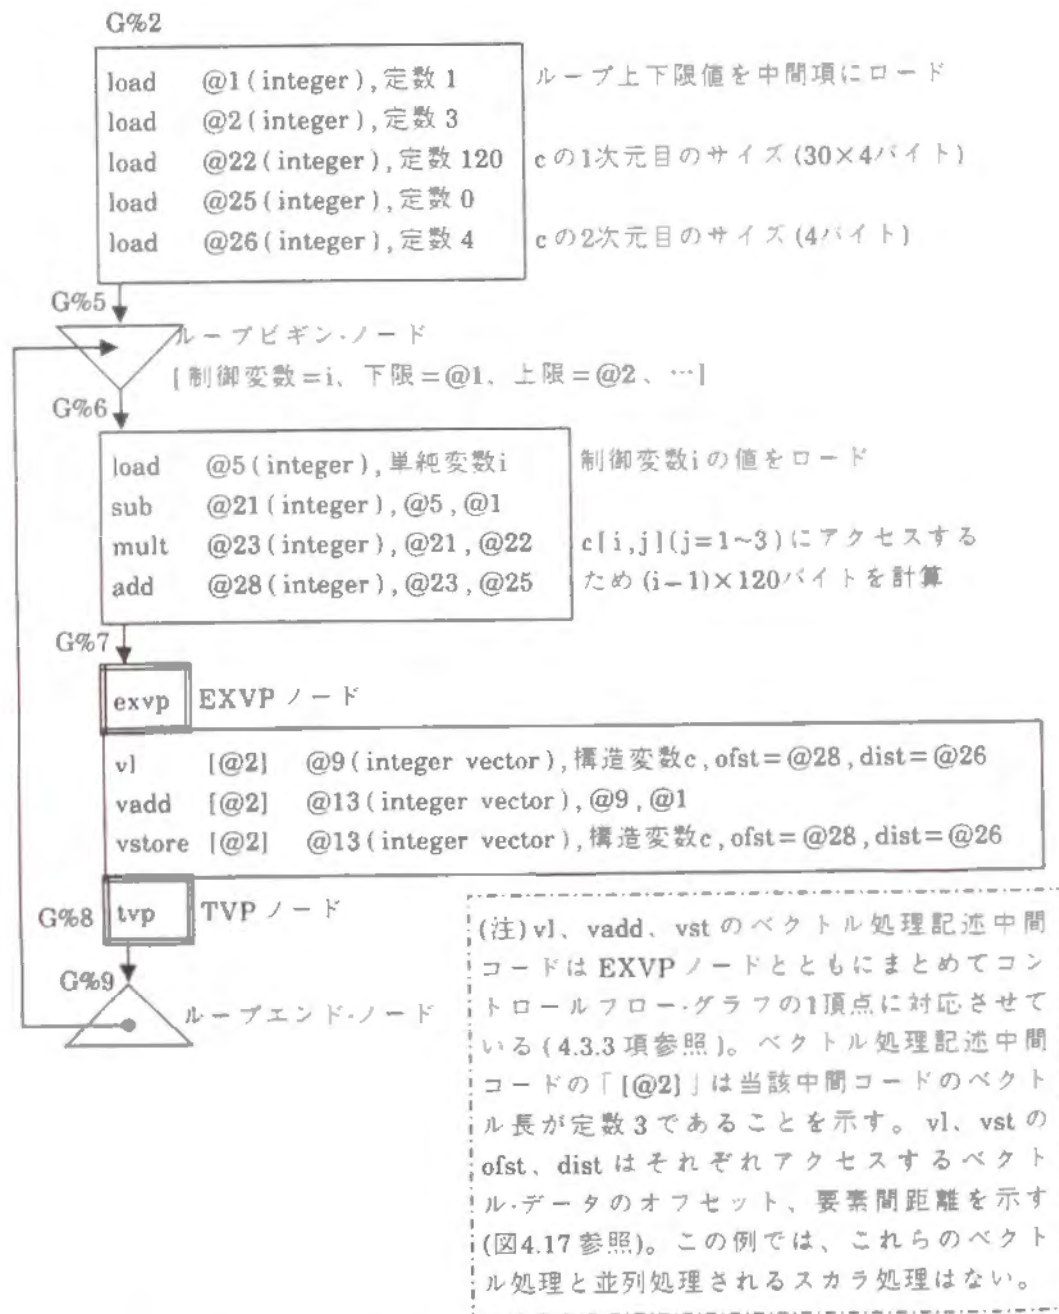 G%2
load @1(integer),定数 1 ループ上下限値を中間項にロード
load @2(integer),定数 3
load @22(integer),定数 120 cの1次元目のサイズ(30×4バイト)
load @25(integer),定数 0
load @26(integer),定数 4 cの2次元目のサイズ(4バイト)
G%5
ループビギン·ノード
[制御変数=i、下限=@1、上限=@2、…]
G%6
load @5(integer),単純変数i 制御変数iの値をロード
sub @21(integer),@5,@1
mult @23(integer),@21,@22 c[i,j](j=1~3)にアクセスする
add @28(integer),@23,@25 ため(i-1)×120バイトを計算
G%7
exvp EXVPノード
vl [@2] @9(integer vector),構造変数c,ofst=@28,dist=@26
vadd [@2] @13(integer vector),@9,@1
vstore [@2] @13(integer vector),構造変数c,ofst=@28,dist=@26
G%8 tvp TVPノード
G%9
ループエンド·ノード
(注)vl、vadd、vstのベクトル処理記述中間
コードはEXVPノードとともにまとめてコン
トロールフロー·グラフの1頂点に対応させて
いる(4.3.3項参照)。ベクトル処理記述中間
コードの「[@2]」は当該中間コードのベクト
ル長が定数3であることを示す。vl、vstの
ofst、distはそれぞれアクセスするベクト
ル·データのオフセット、要素間距離を示す
(図4.17参照)。この例では、これらのベクト
ル処理と並列処理されるスカラ処理はない。